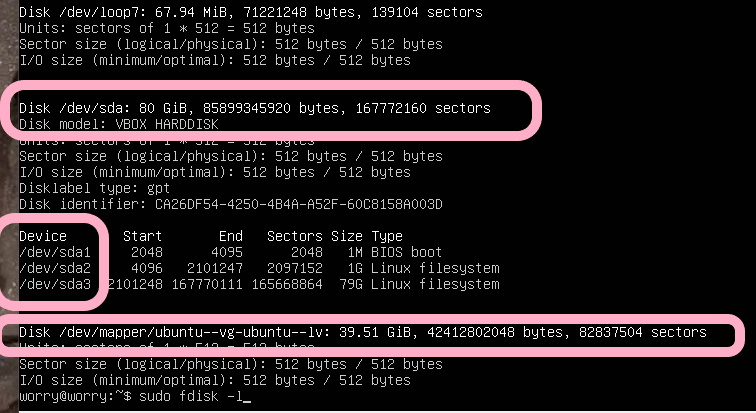 Disk /dev/loop7: 67.94 MiB, 71221248 bytes, 139104 sectors
Units: sectors of 1 * 512 = 512 bytes
Sector size (logical/physical): 512 bytes / 512 bytes
I/O size (minimum/optimal): 512 bytes / 512 bytes
Disk /dev/sda: 80 GiB, 85899345920 bytes, 167772160 sectors
Disk model: VBOX HARDDISK
Units: sectors of 1 * 512 = 512 bytes
Sector size (logical/physical): 512 bytes / 512 bytes
I/O size (minimum/optimal): 512 bytes / 512 bytes
Disklabel type: gpt
Disk identifier: CA26DF54-4250-4B4A-A52F-60C8158A003D
Device Start End Sectors Size Type
/dev/sda1 2048 4095 2048 1M BIOS boot
/dev/sda2 4096 2101247 2097152 1G Linux filesystem
/dev/sda3 2101248 167770111 165668864 79G Linux filesystem
Disk /dev/mapper/ubuntu--vg-ubuntu--lv: 39.51 GiB, 42412802048 bytes, 82837504 sectors
Units: sectors of 1 * 512 = 512 bytes
Sector size (logical/physical): 512 bytes / 512 bytes
I/O size (minimum/optimal): 512 bytes / 512 bytes
worry@worry:~$ sudo fdisk -l_